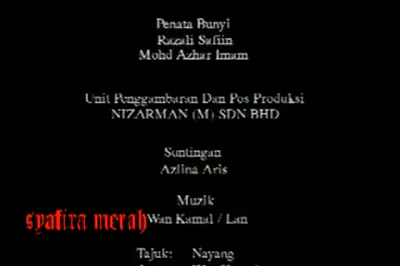 Penata Bunyi
Razali Safiin
Mohd Azhar Imam
Unit Penggambaran Dan Pos Produksi
NIZARMAN (M) SDN BHD
Suntingan
Azlina Aris
Muzik
Wan Kamal / Lan
syafira merah
Tajuk: Nayang